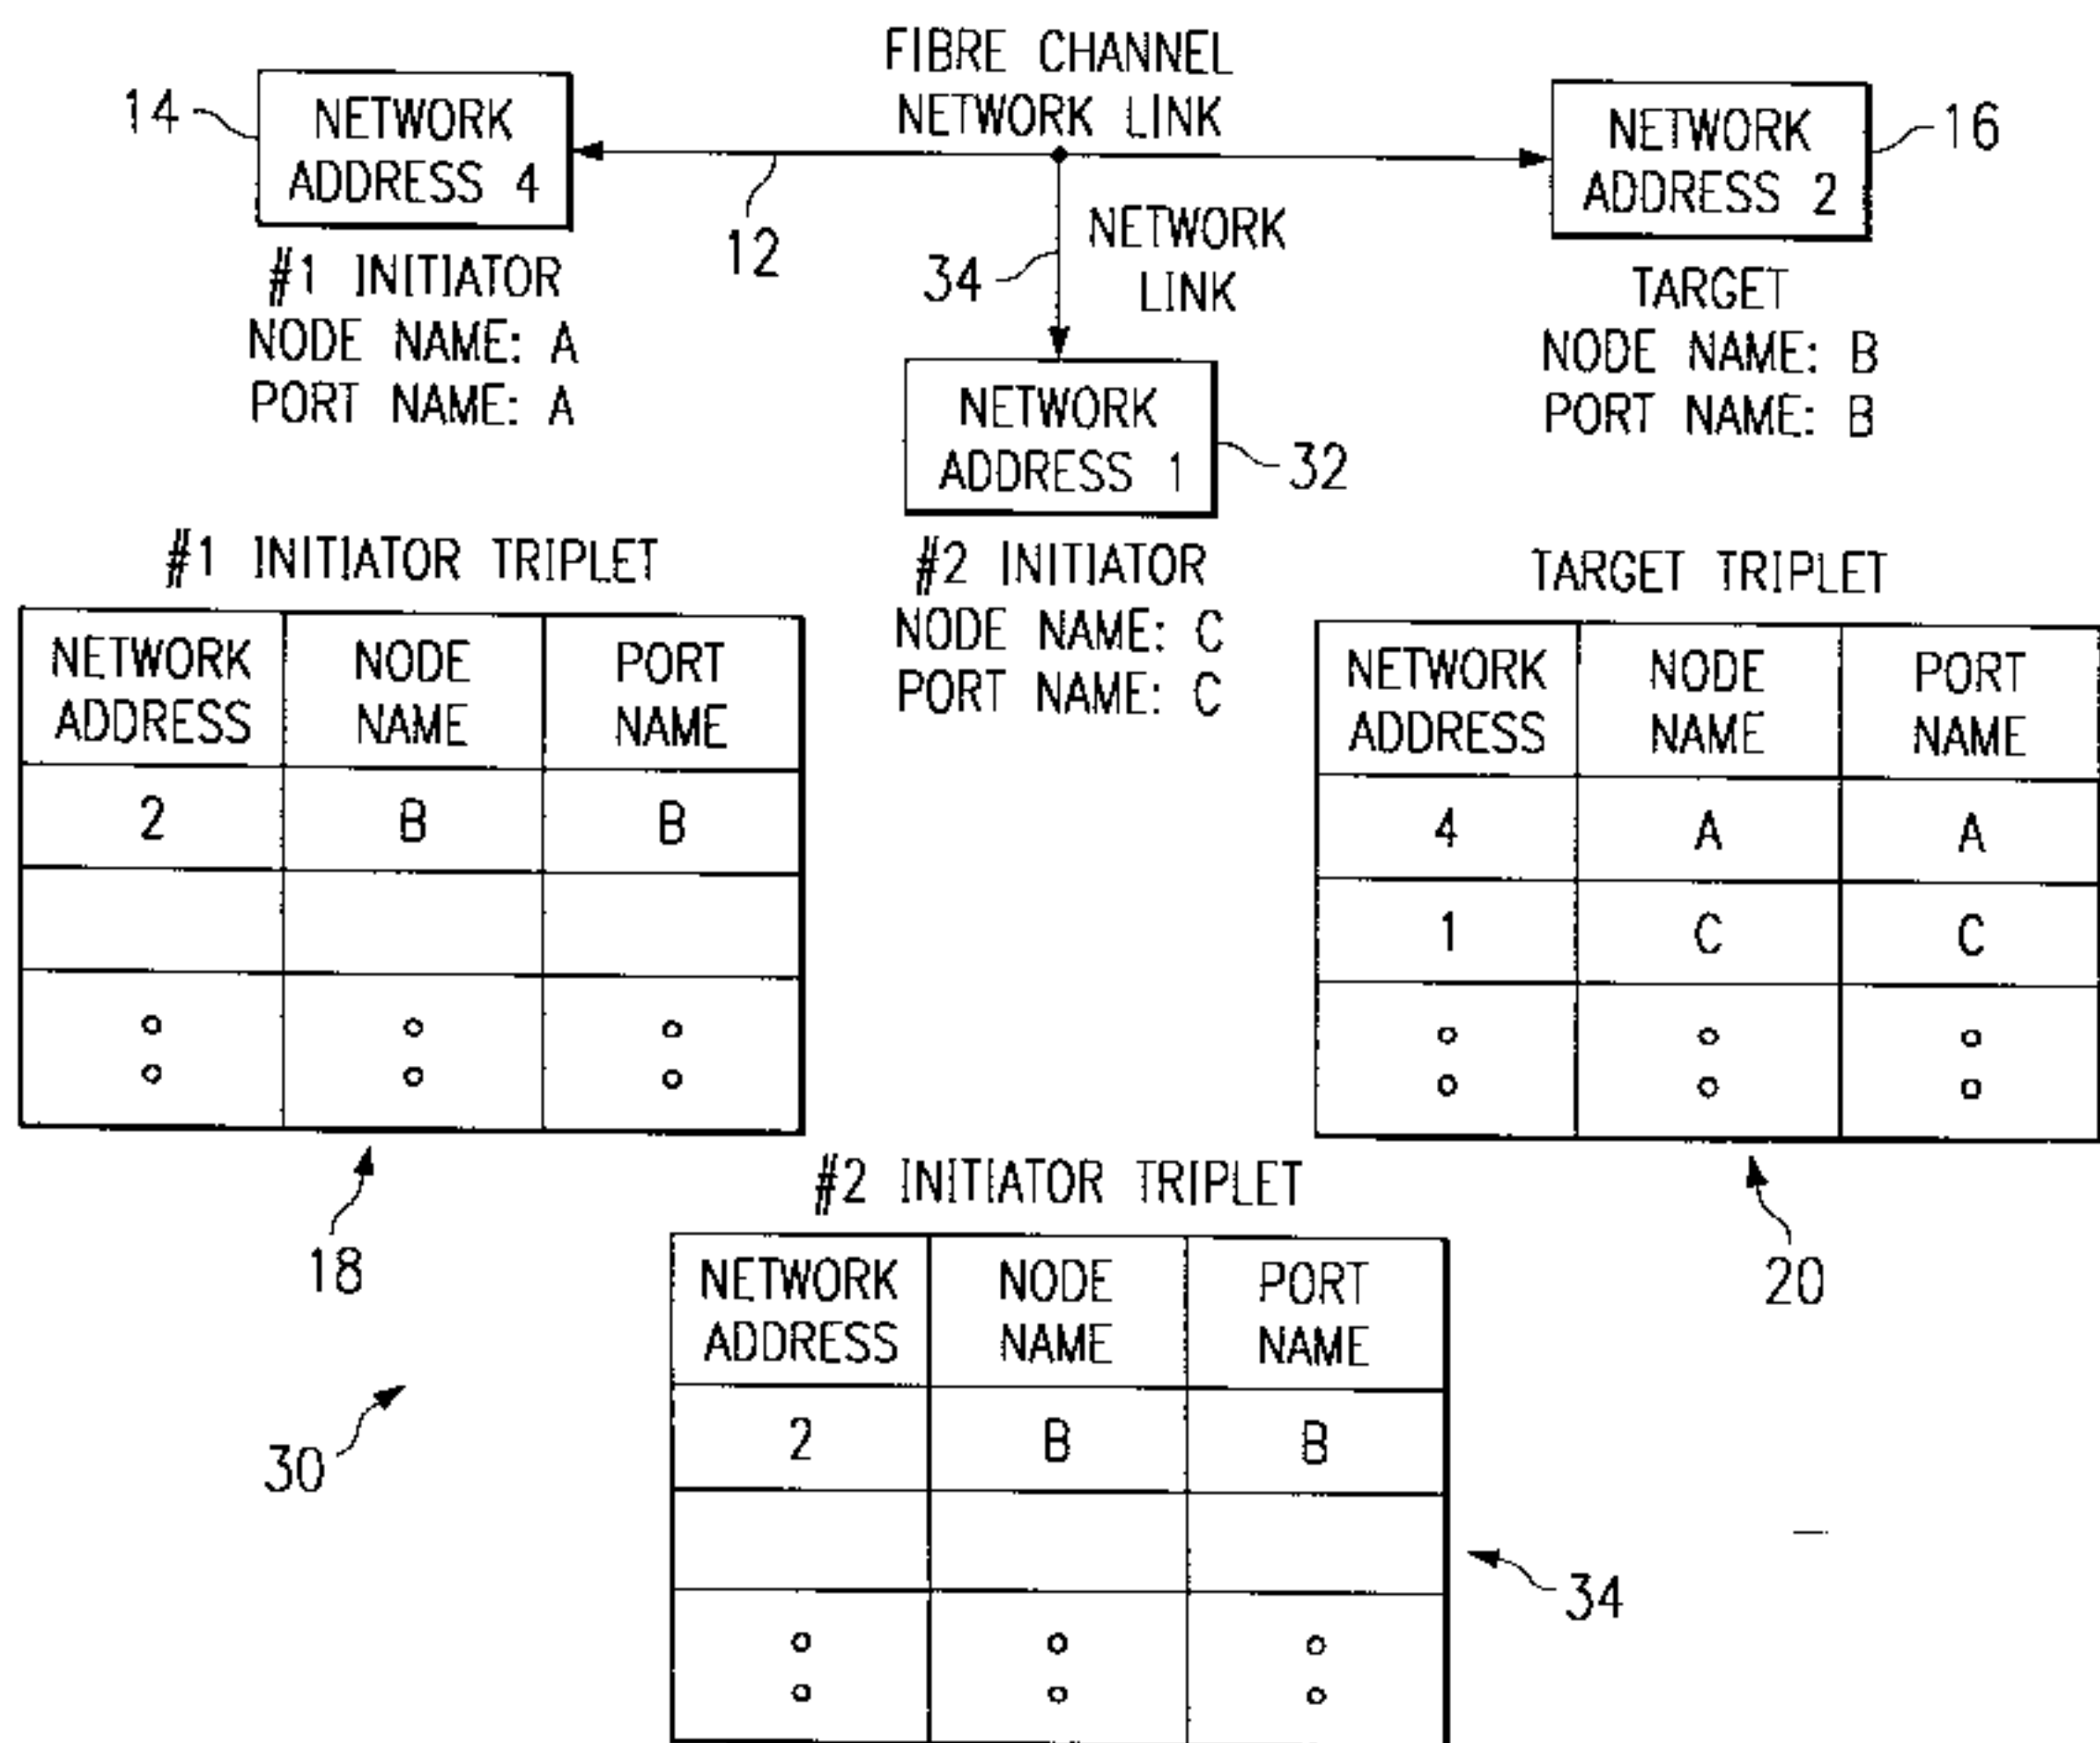 FIBRE CHANNEL
NETWORK LINK
14
NETWORK
ADDRESS 4
#1 INITIATOR
NODE NAME: A
PORT NAME: A
12
34
NETWORK
LINK
NETWORK
ADDRESS 2
16
TARGET
NODE NAME: B
PORT NAME: B
NETWORK
ADDRESS 1
32
#2 INITIATOR
NODE NAME: C
PORT NAME: C
#1 INITIATOR TRIPLET
NETWORK ADDRESS NODE NAME PORT NAME
2 B B
18
TARGET TRIPLET
NETWORK ADDRESS NODE NAME PORT NAME
4 A A
1 C C
20
#2 INITIATOR TRIPLET
NETWORK ADDRESS NODE NAME PORT NAME
2 B B
34
30